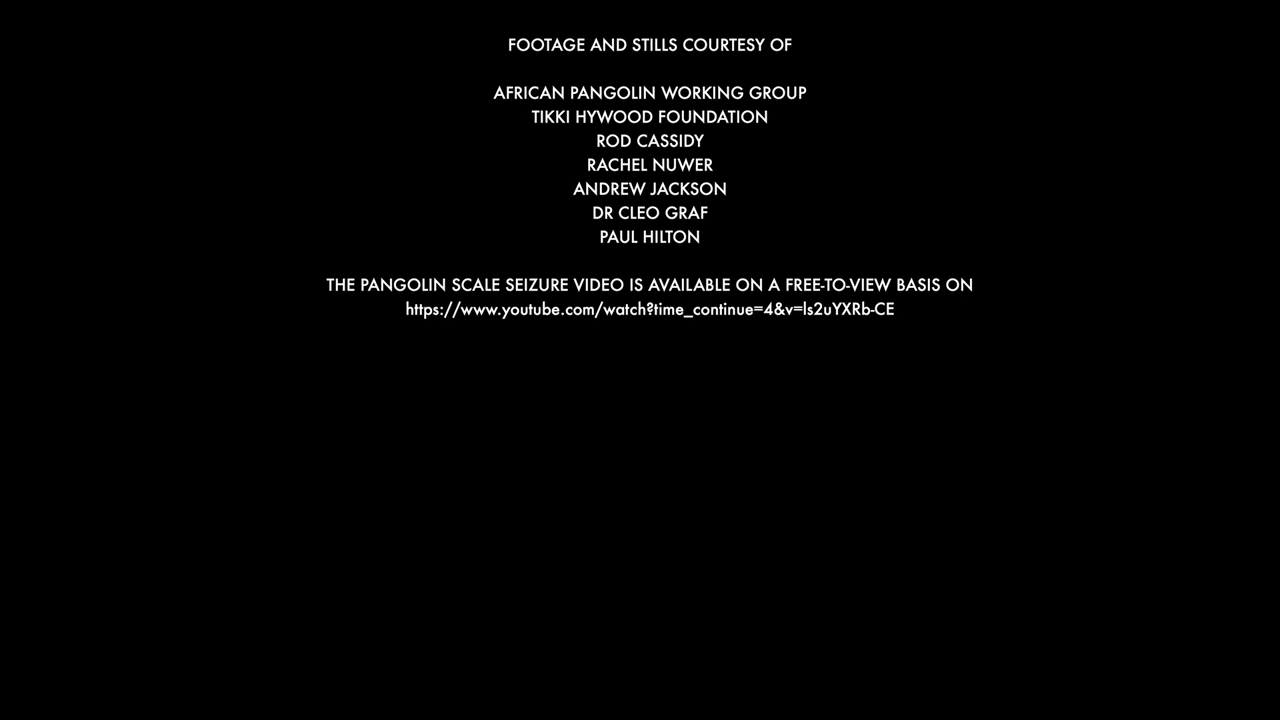 FOOTAGE AND STILLS COURTESY OF
AFRICAN PANGOLIN WORKING GROUP
TIKKI HYWOOD FOUNDATION
ROD CASSIDY
RACHEL NUWER
ANDREW JACKSON
DR CLEO GRAF
PAUL HILTON
THE PANGOLIN SCALE SEIZURE VIDEO IS AVAILABLE ON A FREE-TO-VIEW BASIS ON
https://www.youtube.com/watch?time_continue=4&v=ls2uYXRb-CE